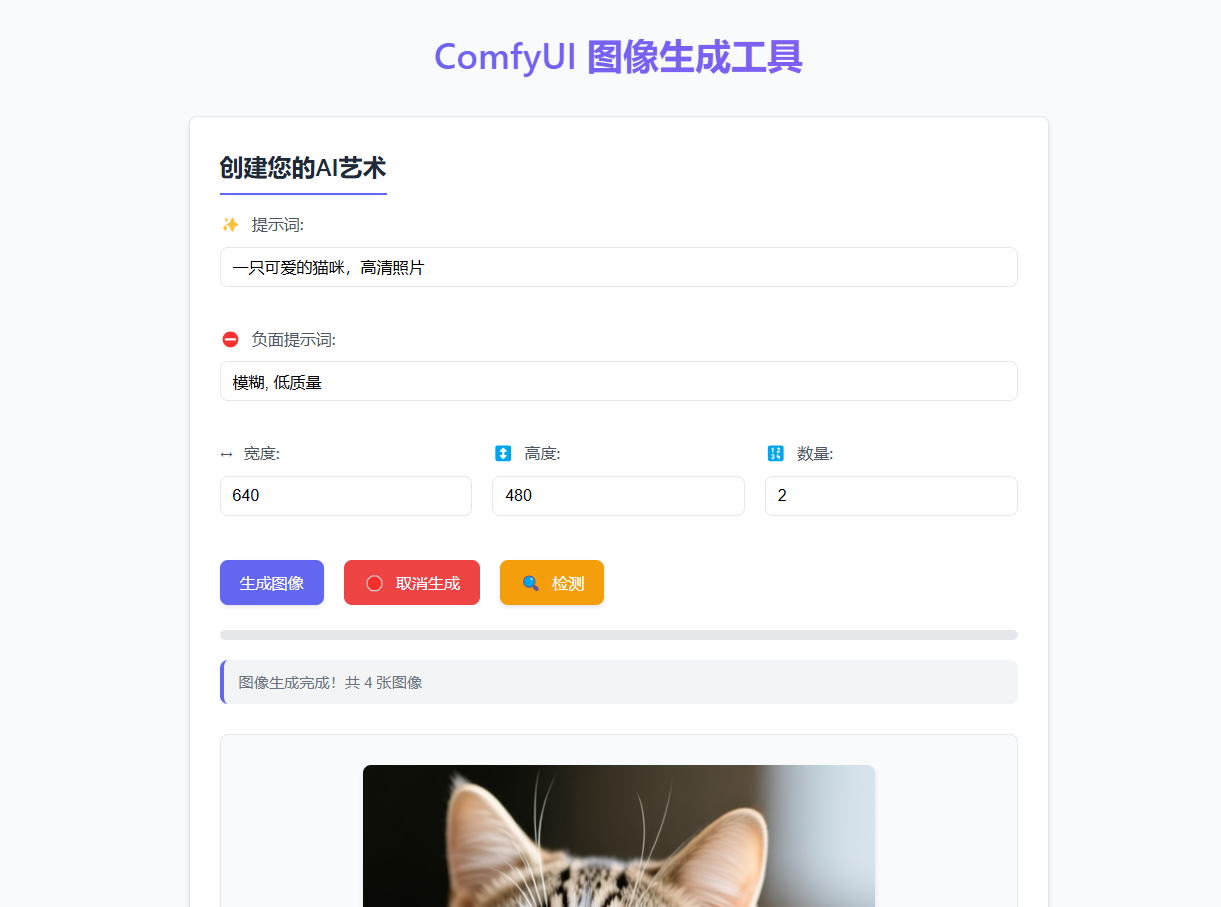 ComfyUI 图像生成工具
创建您的AI艺术
提示词:
一只可爱的猫咪，高清照片
负面提示词:
模糊, 低质量
宽度:
高度:
数量:
640
480
2
生成图像
取消生成
检测
图像生成完成！共 4 张图像